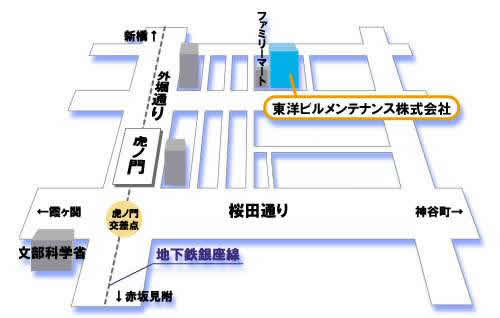 新橋↑
ファミリーマート
外堀通り
東洋ビルメンテナンス株式会社
虎ノ門
←霞ヶ関
虎ノ門
交差点
桜田通り
神谷町→
文部科学省
地下鉄銀座線
↓赤坂見附